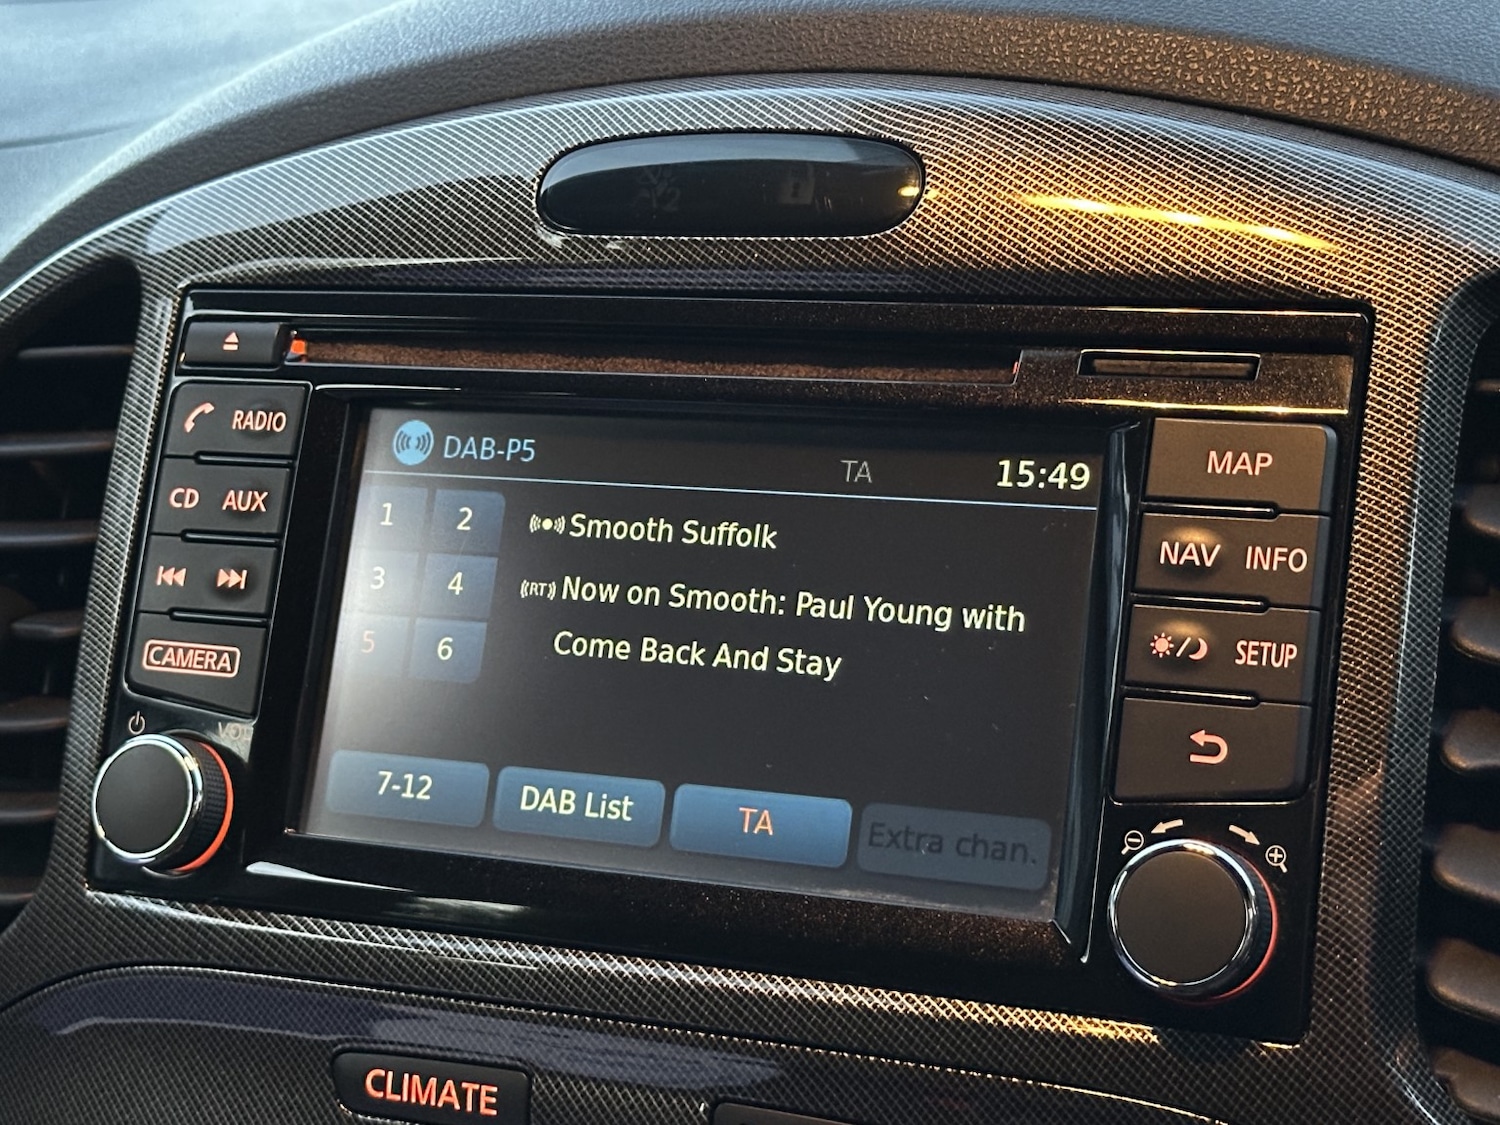 RADIO
CD AUX
CAMERA
VOL
DAB-P5
TA
15:49
1 2
3 4
5 6
Smooth Suffolk
RT Now on Smooth: Paul Young with
Come Back And Stay
7-12
DAB List
TA
Extra chan.
MAP
NAV INFO
SETUP
CLIMATE